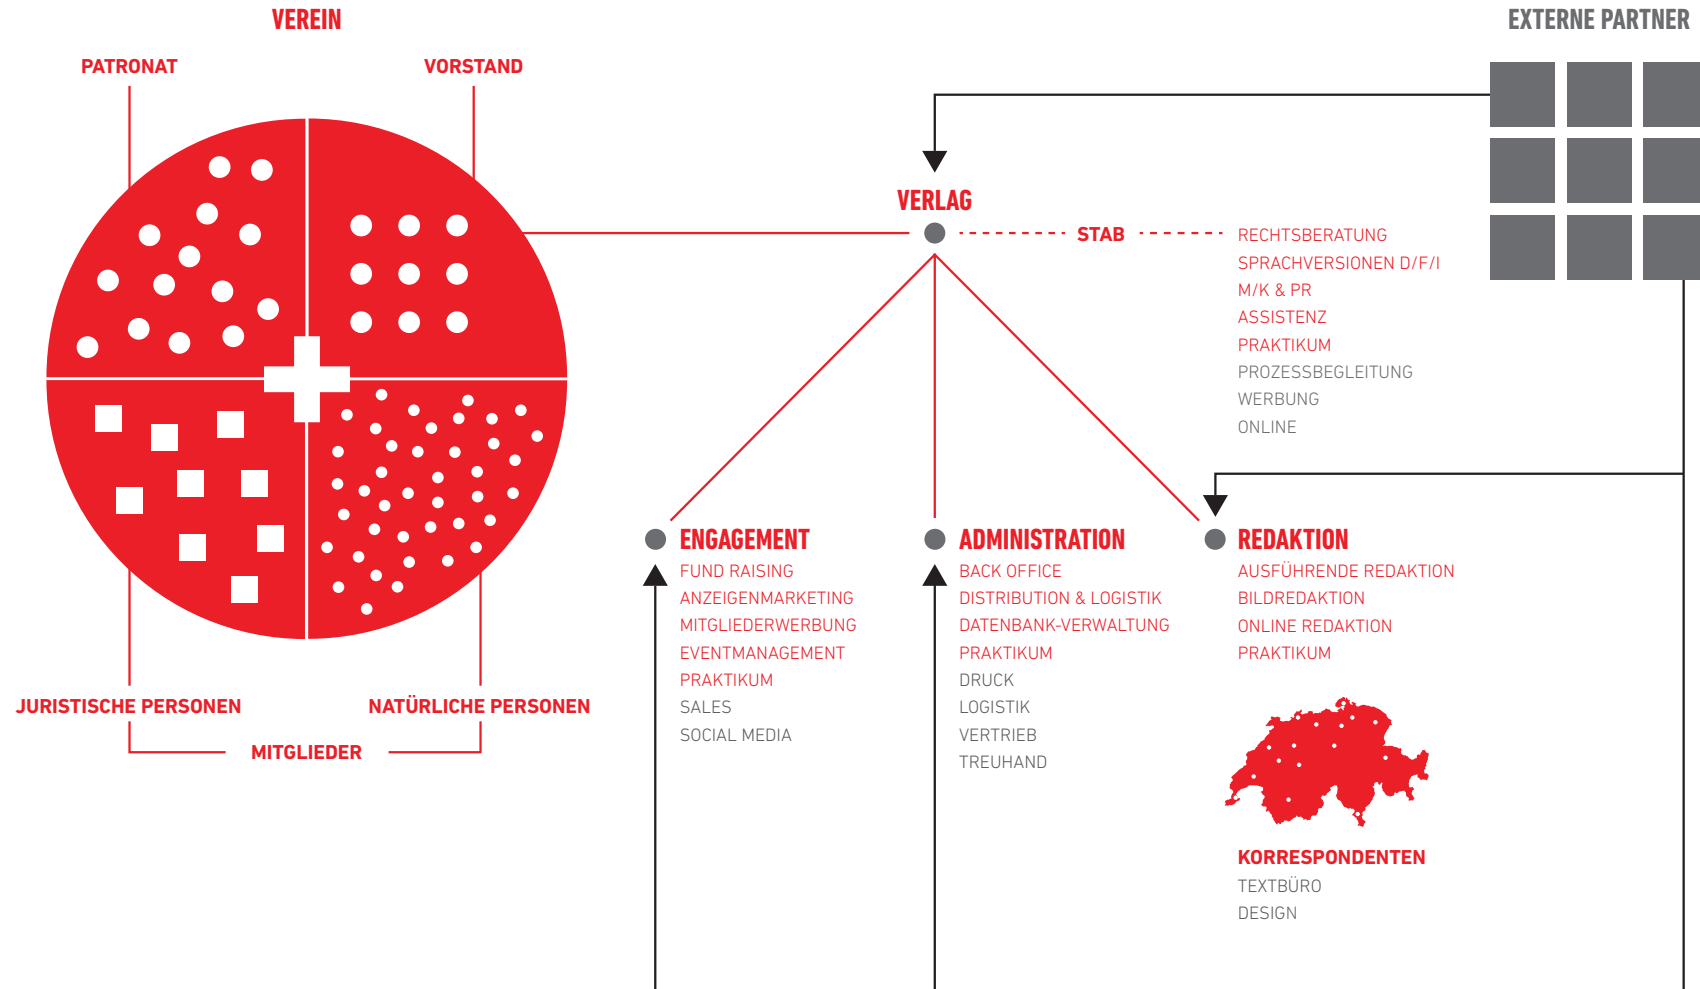 VEREIN
EXTERNE PARTNER
PATRONAT
VORSTAND
VERLAG
STAB
RECHTSBERATUNG
SPRACHVERSIONEN D/F/I
M/K & PR
ASSISTENZ
PRAKTIKUM
PROZESSBEGLEITUNG
WERBUNG
ONLINE
ENGAGEMENT
FUND RAISING
ANZEIGENMARKETING
MITGLIEDERWERBUNG
EVENTMANAGEMENT
PRAKTIKUM
SALES
SOCIAL MEDIA
ADMINISTRATION
BACK OFFICE
DISTRIBUTION & LOGISTIK
DATENBANK-VERWALTUNG
PRAKTIKUM
DRUCK
LOGISTIK
VERTRIEB
TREUHAND
REDAKTION
AUSFÜHRENDE REDAKTION
BILDREDAKTION
ONLINE REDAKTION
PRAKTIKUM
JURISTISCHE PERSONEN
NATÜRLICHE PERSONEN
MITGLIEDER
KORRESPONDENTEN
TEXTBÜRO
DESIGN